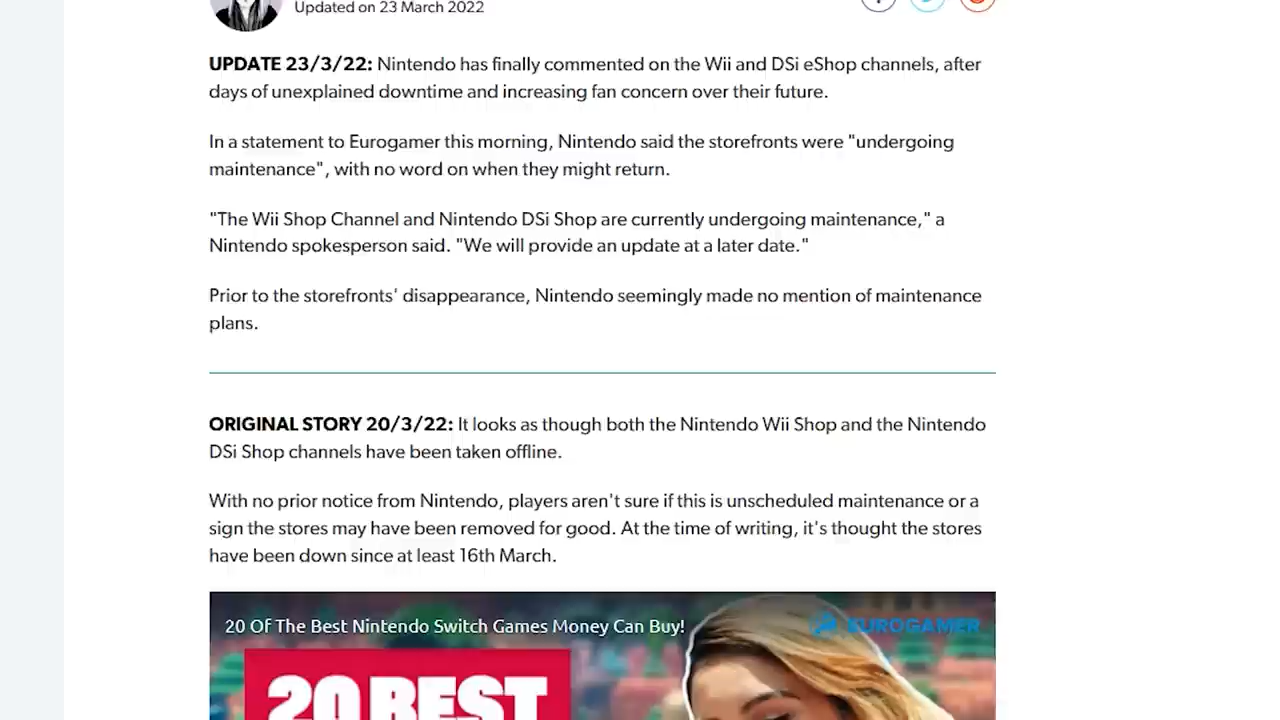 Updated on 23 March 2022
UPDATE 23/3/22: Nintendo has finally commented on the Wii and DSi eShop channels, after
days of unexplained downtime and increasing fan concern over their future.
In a statement to Eurogamer this morning, Nintendo said the storefronts were "undergoing
maintenance", with no word on when they might return.
"The Wii Shop Channel and Nintendo DSi Shop are currently undergoing maintenance," a
Nintendo spokesperson said. "We will provide an update at a later date."
Prior to the storefronts' disappearance, Nintendo seemingly made no mention of maintenance
plans.
ORIGINAL STORY 20/3/22: It looks as though both the Nintendo Wii Shop and the Nintendo
DSi Shop channels have been taken offline.
With no prior notice from Nintendo, players aren't sure if this is unscheduled maintenance or a
sign the stores may have been removed for good. At the time of writing, it's thought the stores
have been down since at least 16th March.
20 Of The Best Nintendo Switch Games Money Can Buy!
EUROGAMER
20 BEST